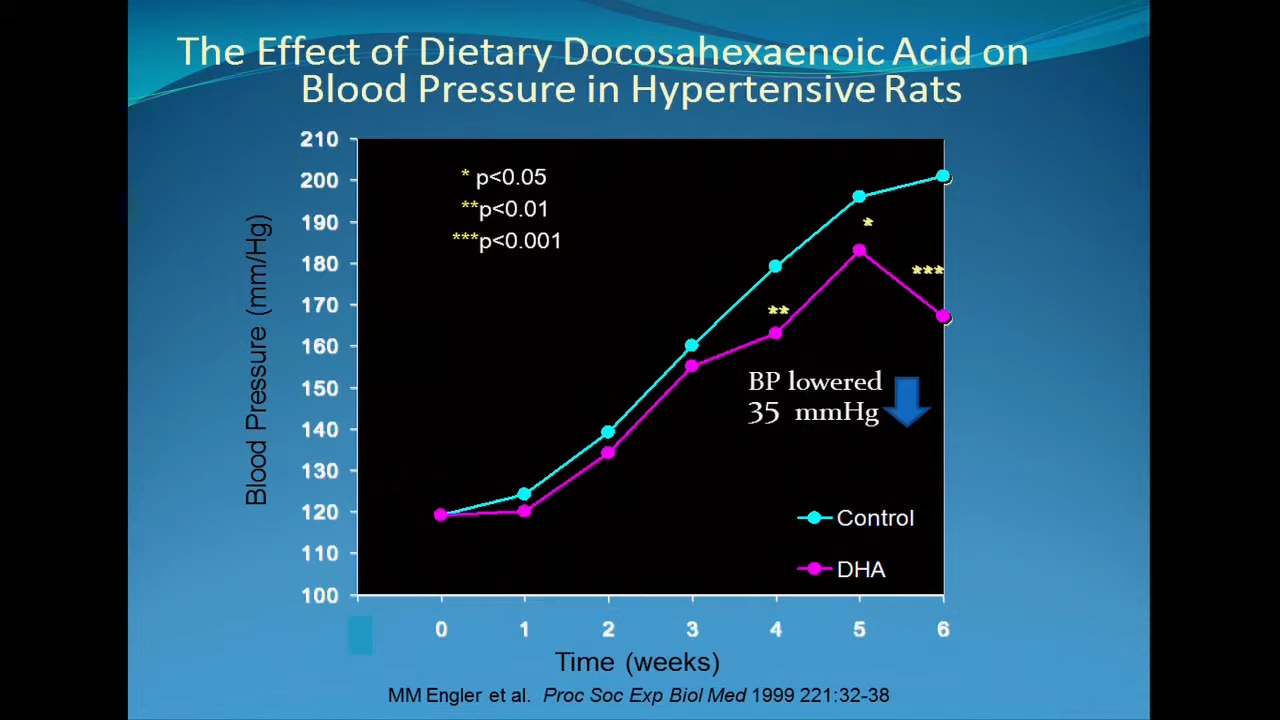 The Effect of Dietary Docosahexaenoic Acid on
Blood Pressure in Hypertensive Rats
210
200
190
180
170
160
150
140
130
120
110
100
Blood Pressure (mm/Hg)
* p<0.05
**p<0.01
***p<0.001
*
***
**
BP lowered
35 mmHg
Control
DHA
0 1 2 3 4 5 6
Time (weeks)
MM Engler et al. Proc Soc Exp Biol Med 1999 221:32-38